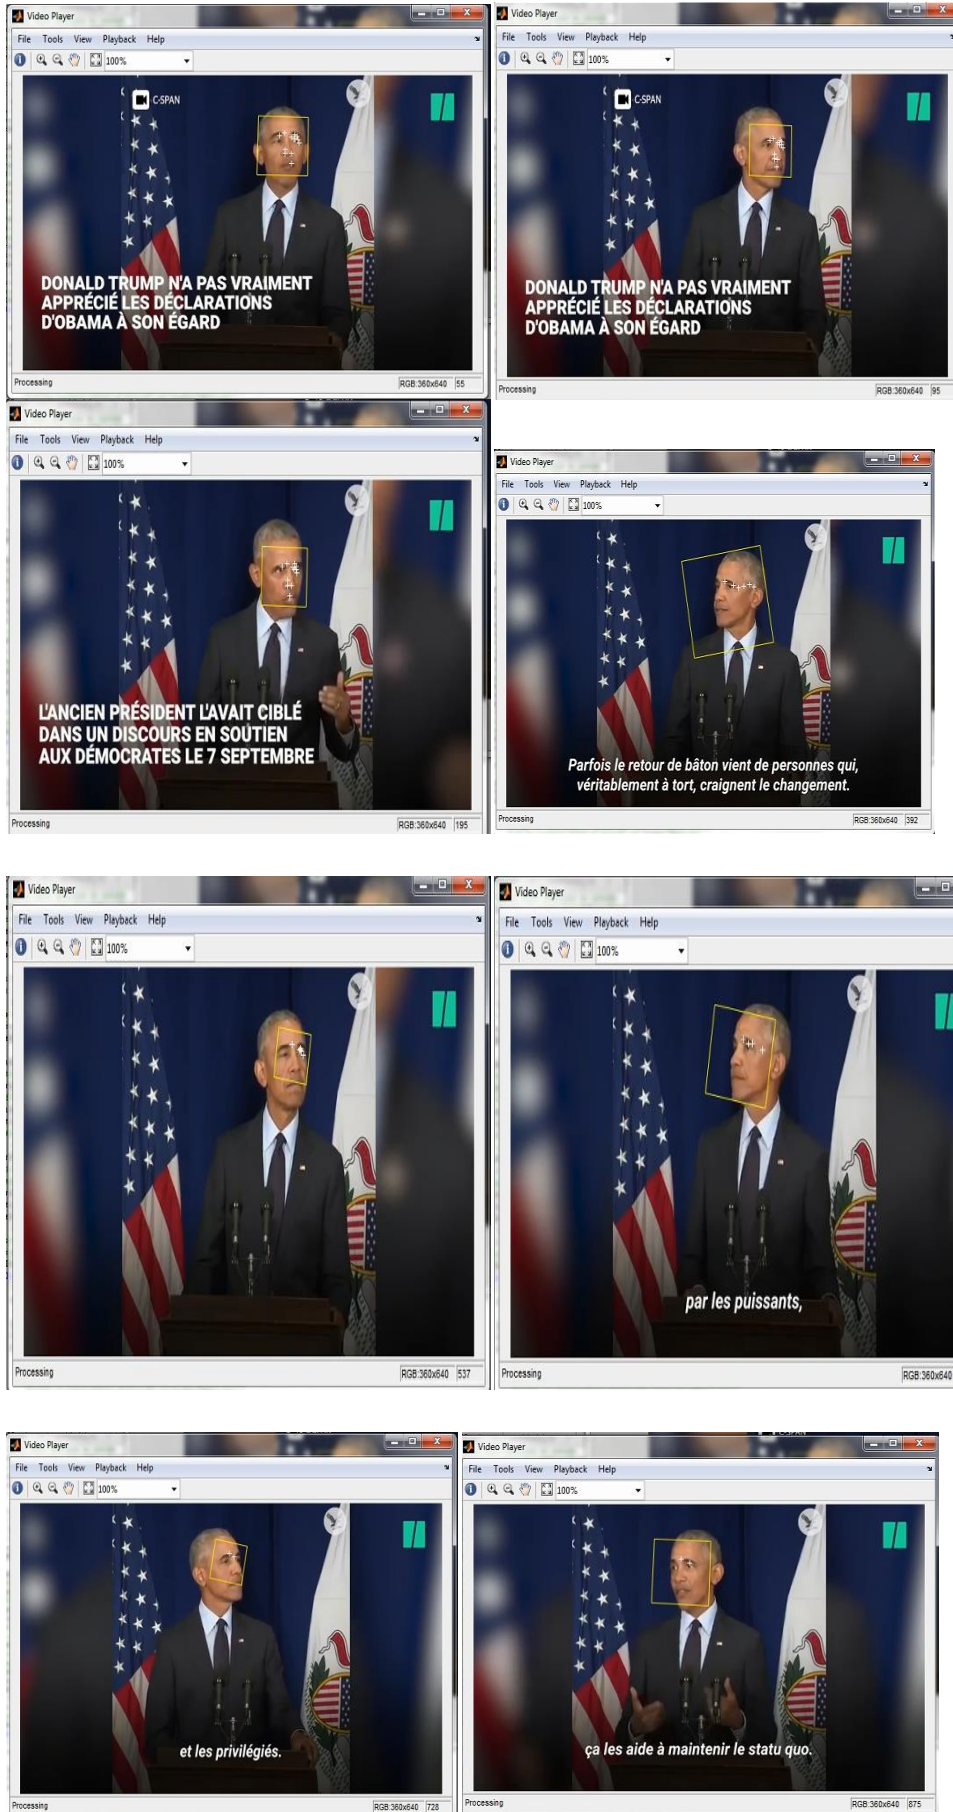 Video Player
File Tools View Playback Help
100%
C-SPAN
DONALD TRUMP N'A PAS VRAIMENT
APPRÉCIÉ LES DÉCLARATIONS
D'OBAMA À SON ÉGARD
Processing
RGB:360x640 55
Video Player
File Tools View Playback Help
100%
C-SPAN
DONALD TRUMP N'A PAS VRAIMENT
APPRÉCIÉ LES DÉCLARATIONS
D'OBAMA À SON ÉGARD
Processing
RGB:360x640 95
Video Player
File Tools View Playback Help
100%
L'ANCIEN PRÉSIDENT L'AVAIT CIBLÉ
DANS UN DISCOURS EN SOUTIEN
AUX DÉMOCRATES LE 7 SEPTEMBRE
Processing
RGB:360x640 195
Video Player
File Tools View Playback Help
100%
Parfois le retour de bâton vient de personnes qui,
véritablement à tort, craignent le changement.
Processing
RGB:360x640 392
Video Player
File Tools View Playback Help
100%
Processing
RGB:360x640 537
Video Player
File Tools View Playback Help
100%
par les puissants,
Processing
RGB:360x640
Video Player
File Tools View Playback Help
100%
et les privilégiés.
Processing
RGB:360x640 728
C-SPAN
Video Player
File Tools View Playback Help
100%
ça les aide à maintenir le statu quo.
Processing
RGB:360x640 875